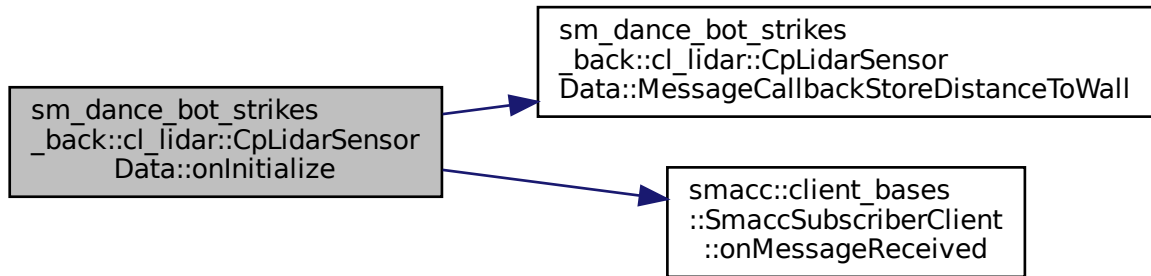 sm_dance_bot_strikes
_back::cl_lidar::CpLidarSensor
Data::onInitialize
sm_dance_bot_strikes
_back::cl_lidar::CpLidarSensor
Data::MessageCallbackStoreDistanceToWall
smacc::client_bases
::SmaccSubscriberClient
::onMessageReceived